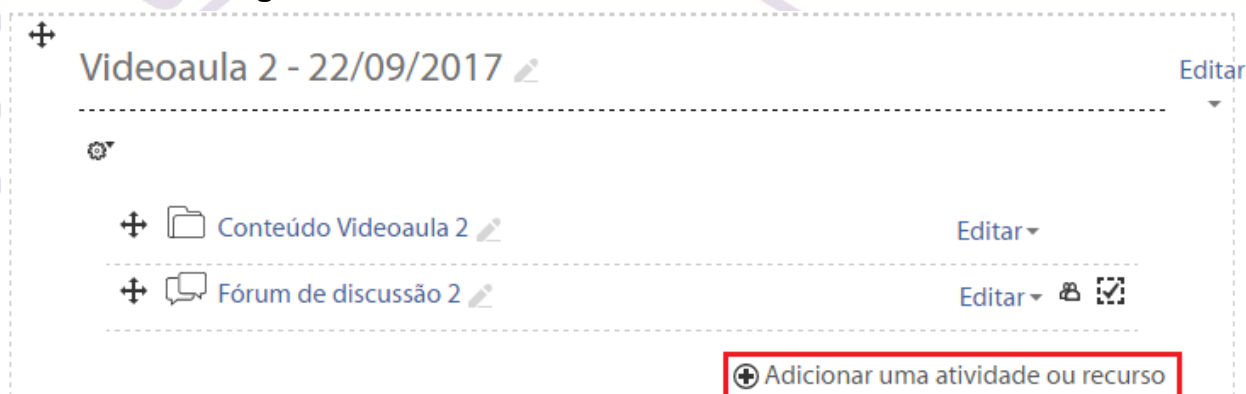 Videoaula 2 - 22/09/2017
Editar
Conteúdo Videoaula 2
Editar
Fórum de discussão 2
Editar
Adicionar uma atividade ou recurso